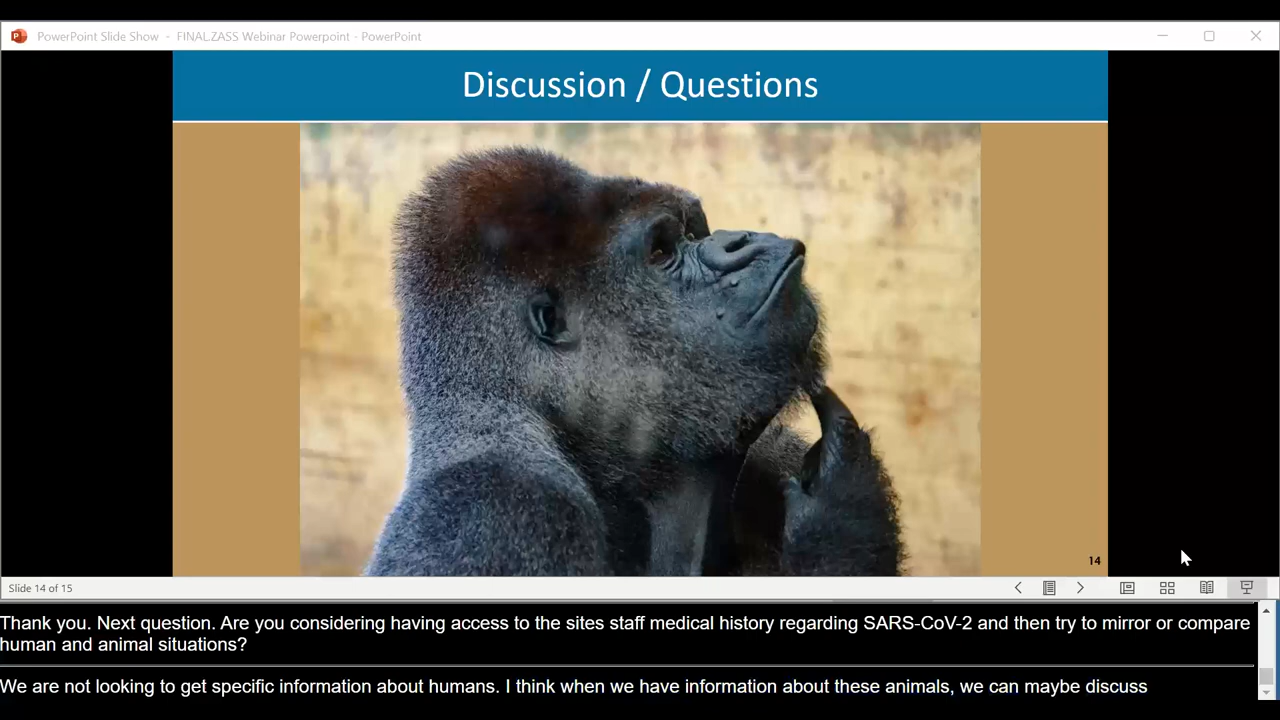 PowerPoint Slide Show - FINAL.ZASS Webinar Powerpoint - PowerPoint
Discussion / Questions
14
Slide 14 of 15
Thank you. Next question. Are you considering having access to the sites staff medical history regarding SARS-CoV-2 and then try to mirror or compare
human and animal situations?
We are not looking to get specific information about humans. I think when we have information about these animals, we can maybe discuss